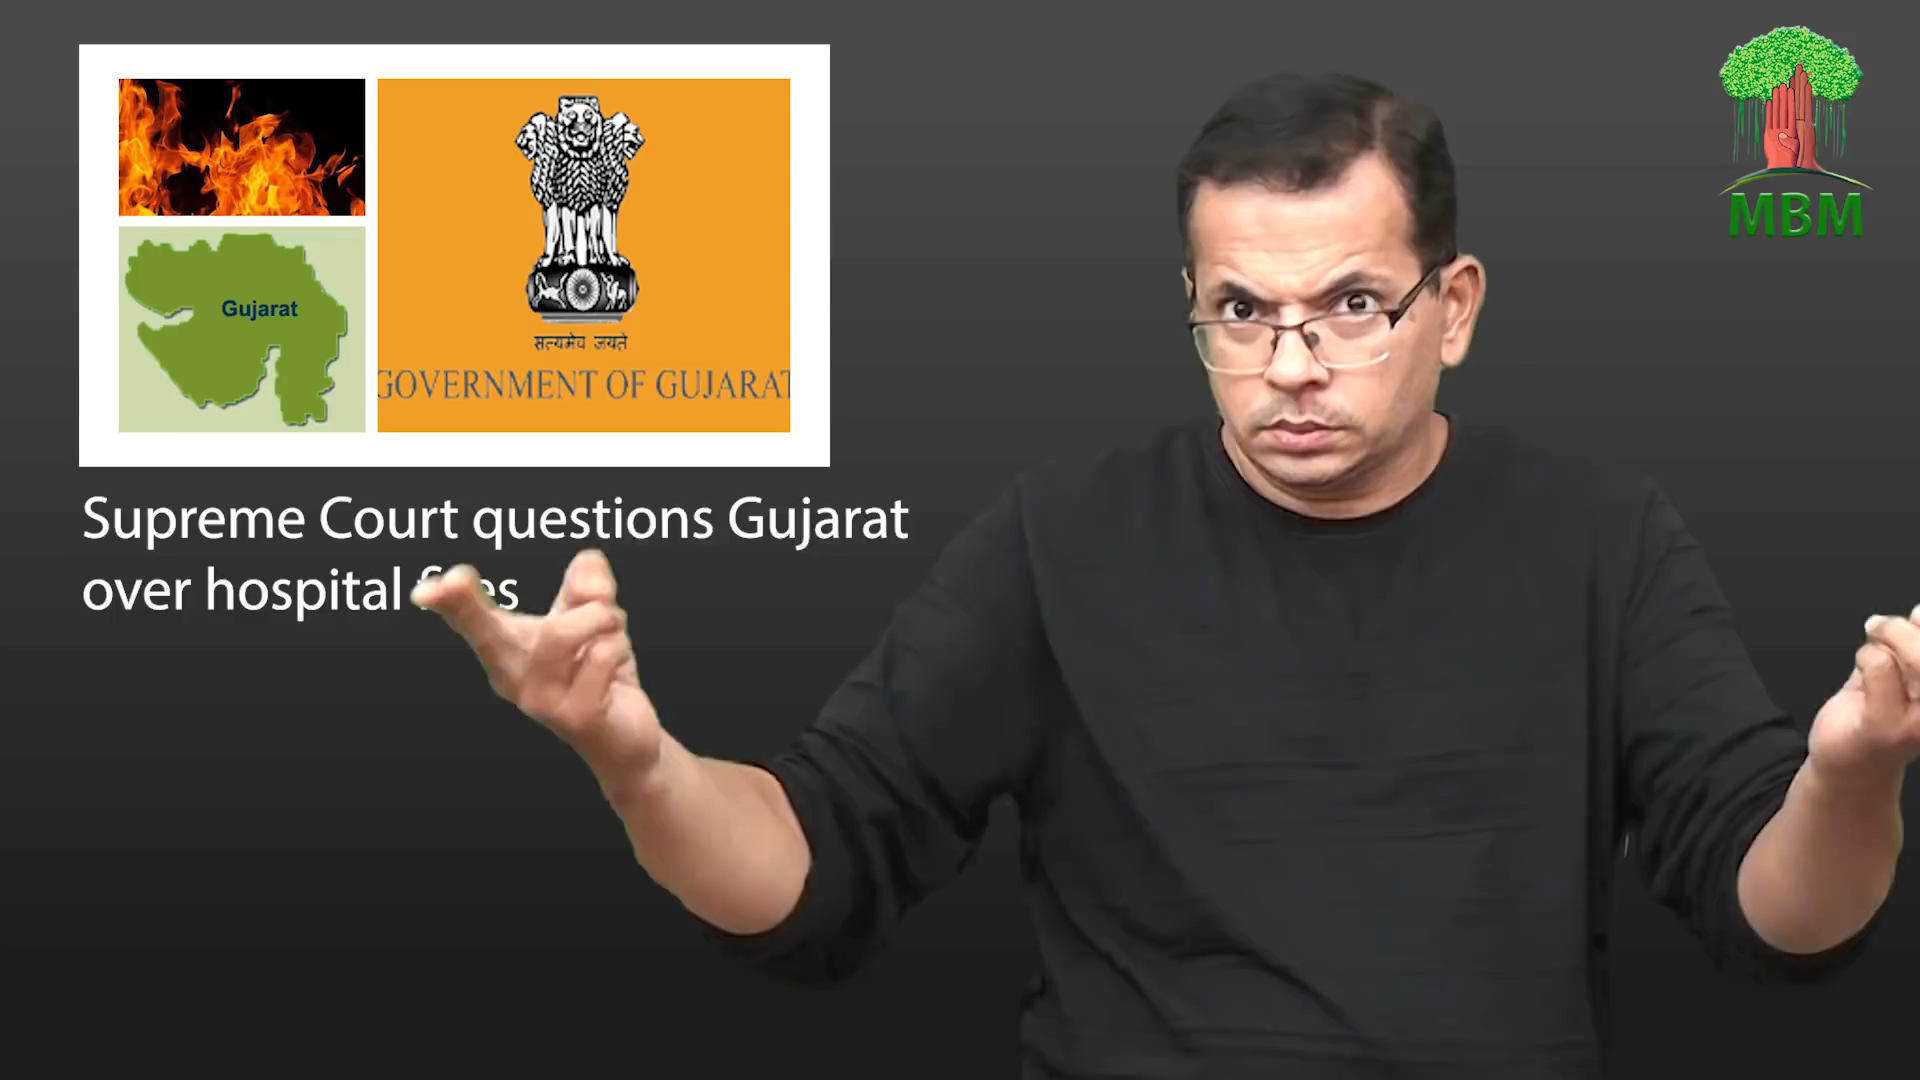 Gujarat
सत्यमेव जयते
GOVERNMENT OF GUJARAT
MBM
Supreme Court questions Gujarat
over hospital